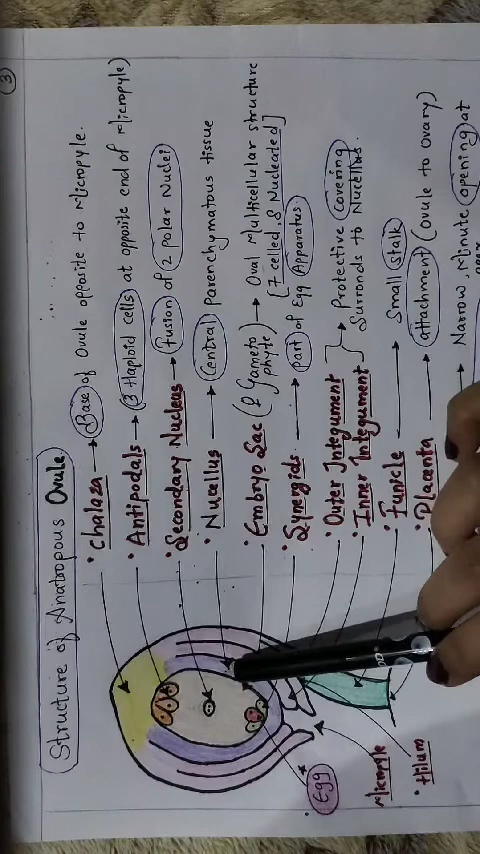 3
Structure of Anatropous Ovule.
• Chalaza → Base of Ovule opposite to Micropyle.
• Antipodals → 3 Haploid cells at opposite end of Micropyle)
• Secondary Nucleus → fusion of 2 polar Nuclei
• Nucellus → Central parenchymatous tissue
• Embryo Sac (♀ Gameto phyte) → Oval Multicellular structure
[7 celled, 8 Nucleated]
• Synergids. → part of Egg Apparatus.
• Outer Integument
• Inner Integument
} → Protective Covering
Surronds to Nucellus.
• Funicle → Small stalk
• Placenta → attachment (ovule to Ovary)
→ Narrow, Minute opening at
Egg
Micropyle
• Hilum